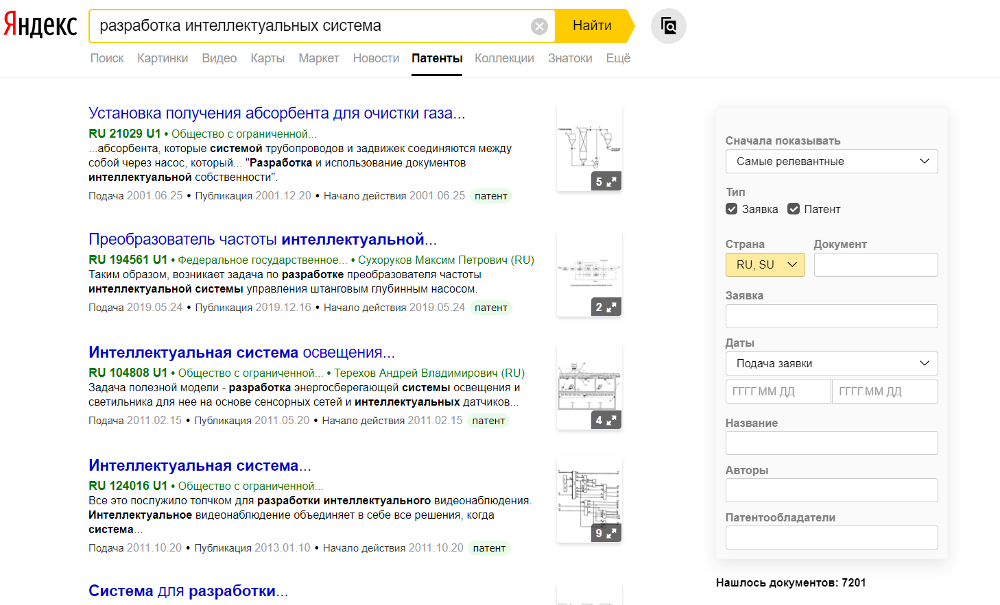 Яндекс
разработка интеллектуальных система
Найти
Поиск Картинки Видео Карты Маркет Новости Патенты Коллекции Знатоки Ещё
Установка получения абсорбента для очистки газа...
RU 21029 U1 • Общество с ограниченной...
...абсорбента, которые системой трубопроводов и задвижек соединяются между
собой через насос, который... "Разработка и использование документов
интеллектуальной собственности".
Подача 2001.06.25 • Публикация 2001.12.20 • Начало действия 2001.06.25 патент
5
Преобразователь частоты интеллектуальной...
RU 194561 U1 • Федеральное государственное... • Сухоруков Максим Петрович (RU)
Таким образом, возникает задача по разработке преобразователя частоты
интеллектуальной системы управления штанговым глубинным насосом.
Подача 2019.05.24 • Публикация 2019.12.16 • Начало действия 2019.05.24 патент
2
Интеллектуальная система освещения...
RU 104808 U1 • Общество с ограниченной... • Терехов Андрей Владимирович (RU)
Задача полезной модели - разработка энергосберегающей системы освещения и
светильника для нее на основе сенсорных сетей и интеллектуальных датчиков...
Подача 2011.02.15 • Публикация 2011.05.20 • Начало действия 2011.02.15 патент
4
Интеллектуальная система...
RU 124016 U1 • Общество с ограниченной...
Все это послужило толчком для разработки интеллектуального видеонаблюдения.
Интеллектуальное видеонаблюдение объединяет в себе все решения, когда
система...
Подача 2011.10.20 • Публикация 2013.01.10 • Начало действия 2011.10.20 патент
9
Система для разработки...
Сначала показывать
Самые релевантные
Тип
Заявка Патент
Страна Документ
RU, SU
Заявка
Даты
Подача заявки
ГГГГ.ММ.ДД ГГГГ.ММ.ДД
Название
Авторы
Патентообладатели
Нашлось документов: 7201